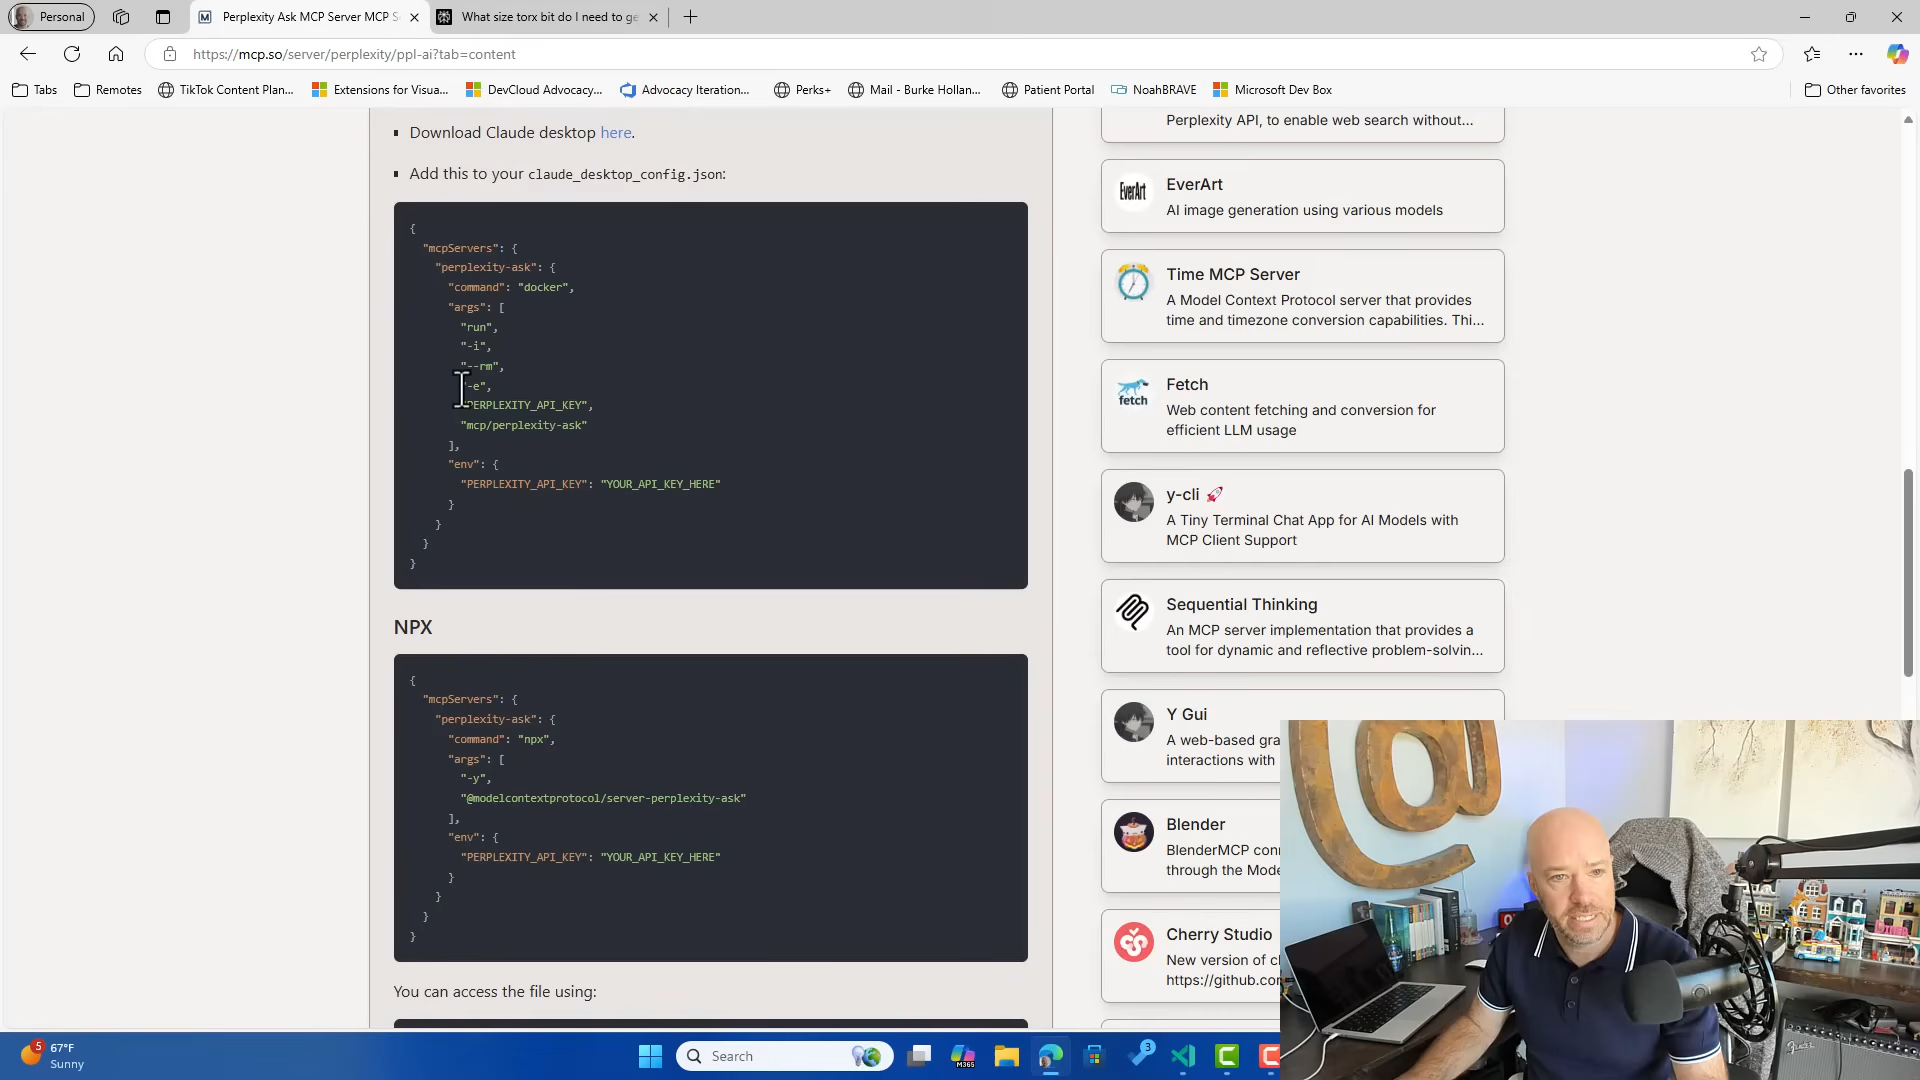 Personal
Perplexity Ask MCP Server MCP S
What size torx bit do I need to ge
https://mcp.so/server/perplexity/ppl-ai?tab=content
Tabs
Remotes
TikTok Content Plan...
Extensions for Visua...
DevCloud Advocacy...
Advocacy Iteration...
Perks+
Mail - Burke Hollan...
Patient Portal
NoahBRAVE
Microsoft Dev Box
Other favorites
▪ Download Claude desktop here.
▪ Add this to your claude_desktop_config.json:
{
"mcpServers": {
"perplexity-ask": {
"command": "docker",
"args": [
"run",
"-i",
"--rm",
-e",
PERPLEXITY_API_KEY",
"mcp/perplexity-ask"
],
"env": {
"PERPLEXITY_API_KEY": "YOUR_API_KEY_HERE"
}
}
}
}
NPX
{
"mcpServers": {
"perplexity-ask": {
"command": "npx",
"args": [
"-y",
"@modelcontextprotocol/server-perplexity-ask"
],
"env": {
"PERPLEXITY_API_KEY": "YOUR_API_KEY_HERE"
}
}
}
}
You can access the file using:
Perplexity API, to enable web search without...
EverArt
EverArt
AI image generation using various models
Time MCP Server
A Model Context Protocol server that provides
time and timezone conversion capabilities. Thi...
fetch
Fetch
Web content fetching and conversion for
efficient LLM usage
y-cli 🚀
A Tiny Terminal Chat App for AI Models with
MCP Client Support
Sequential Thinking
An MCP server implementation that provides a
tool for dynamic and reflective problem-solvin...
Y Gui
A web-based gra
interactions with
Blender
BlenderMCP con
through the Mode
Cherry Studio
New version of c
https://github.co
@
Fender
5
67°F
Sunny
Search
M365
3